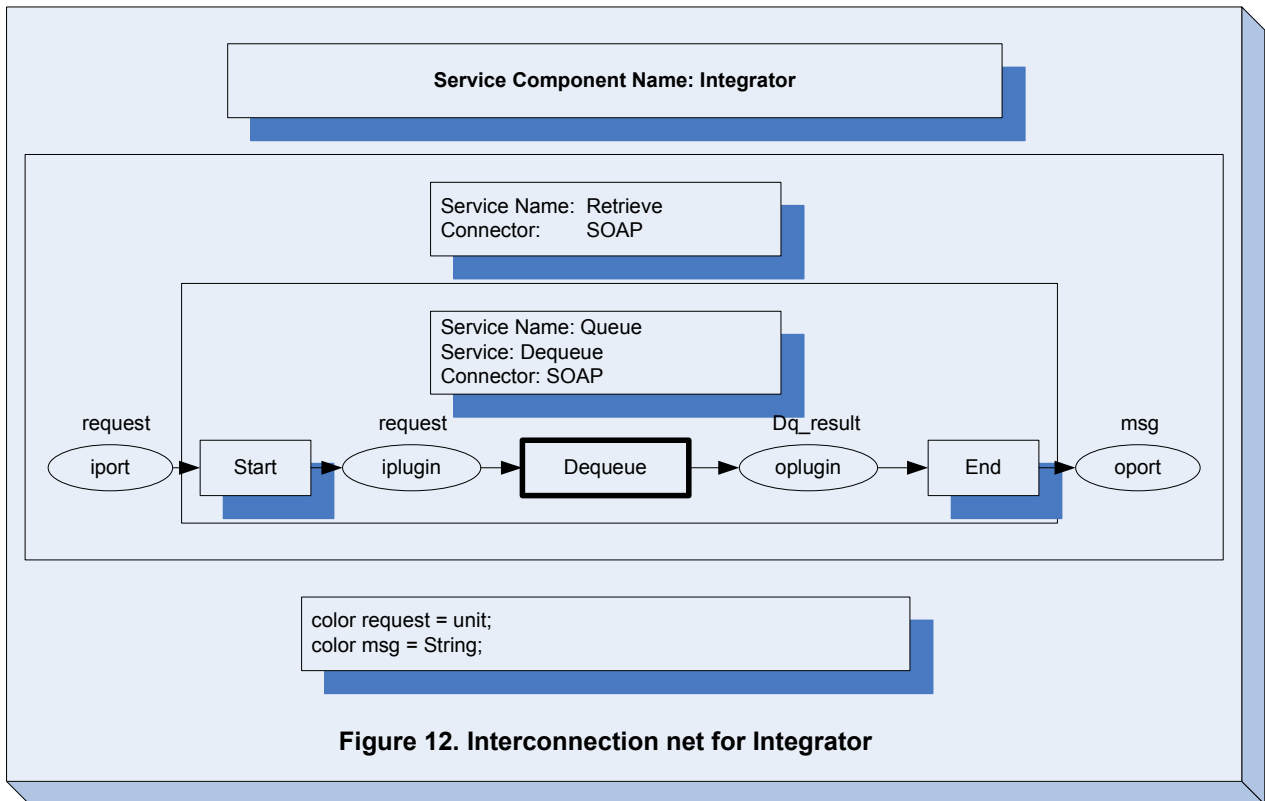 Service Component Name: Integrator
Service Name: Retrieve
Connector: SOAP
Service Name: Queue
Service: Dequeue
Connector: SOAP
request request Dq_result msg
iport Start iplugin Dequeue oplugin End oport
color request = unit;
color msg = String;
Figure 12. Interconnection net for Integrator